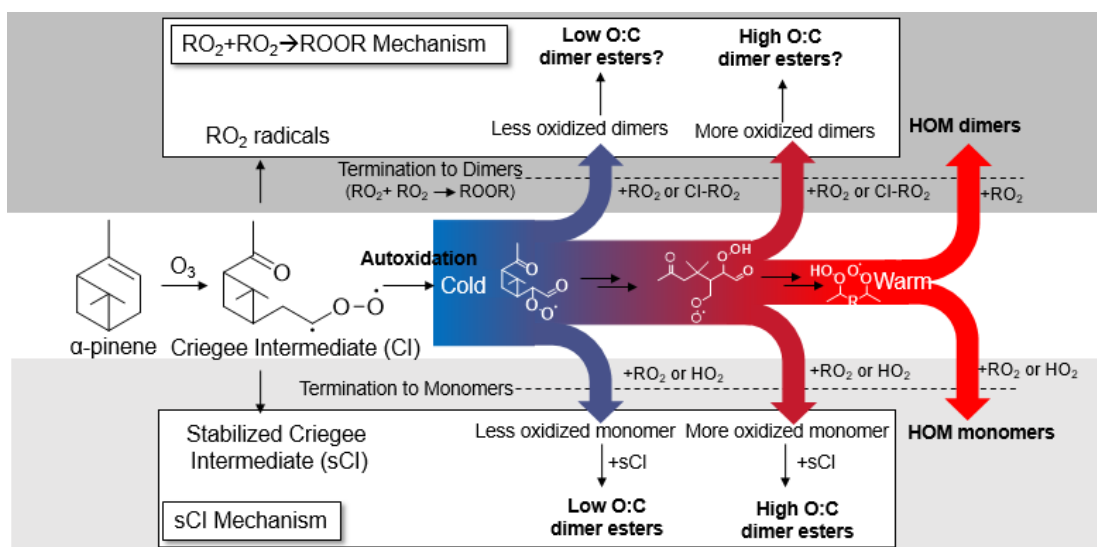 RO₂+RO₂→ROOR Mechanism
Low O:C
dimer esters?
High O:C
dimer esters?
RO₂ radicals
Less oxidized dimers
More oxidized dimers
HOM dimers
Termination to Dimers
(RO₂+ RO₂ → ROOR)
+RO₂ or CI-RO₂
+RO₂ or CI-RO₂
+RO₂
O₃
O
O-O
Autoxidation
Cold
O
O
O
O
O
O
OOH
O
O
O
HO
O
O
O
R
Warm
α-pinene
Criegee Intermediate (CI)
Termination to Monomers
+RO₂ or HO₂
+RO₂ or HO₂
+RO₂ or HO₂
Stabilized Criegee
Intermediate (sCI)
Less oxidized monomer
More oxidized monomer
HOM monomers
+sCI
+sCI
Low O:C
dimer esters
High O:C
dimer esters
sCI Mechanism